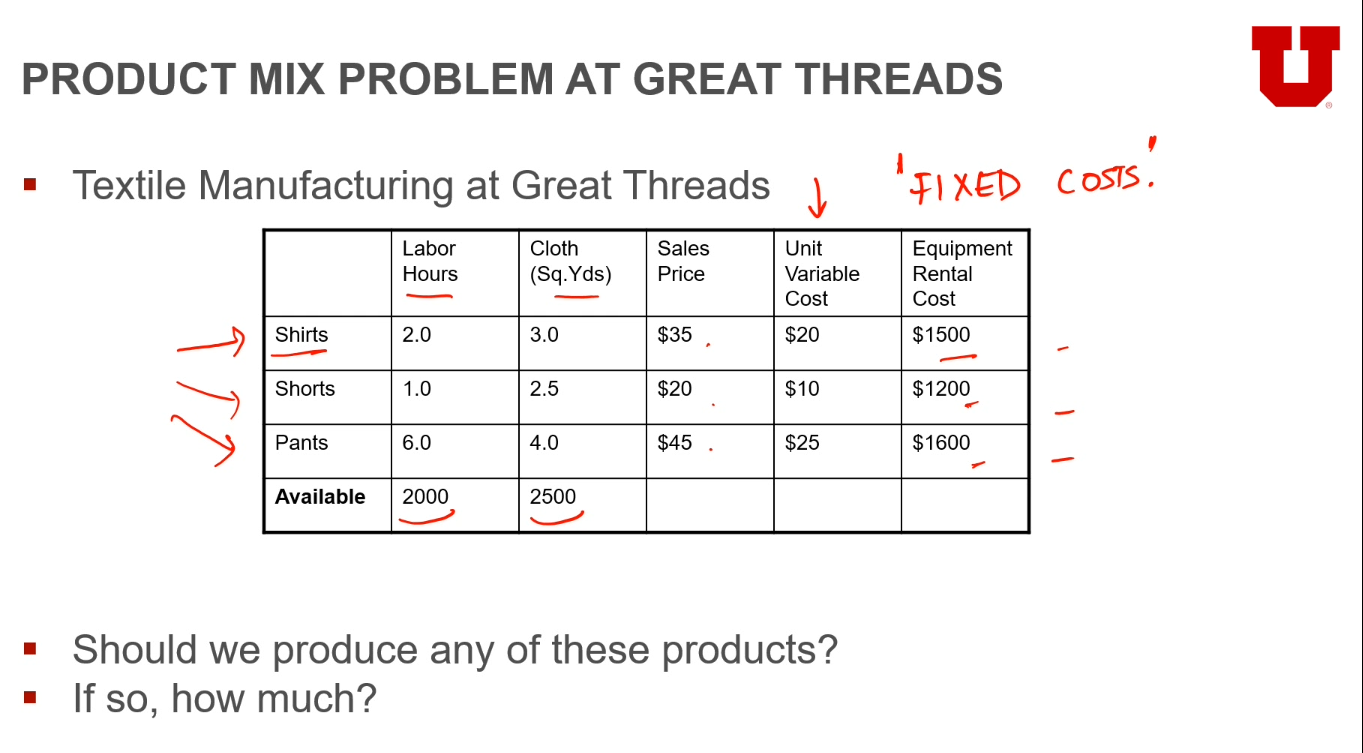 PRODUCT MIX PROBLEM AT GREAT THREADS
U
®
▪ Textile Manufacturing at Great Threads
"FIXED COSTS."
Labor Hours Cloth (Sq.Yds) Sales Price Unit Variable Cost Equipment Rental Cost
Shirts 2.0 3.0 $35 $20 $1500
Shorts 1.0 2.5 $20 $10 $1200
Pants 6.0 4.0 $45 $25 $1600
Available 2000 2500
▪ Should we produce any of these products?
▪ If so, how much?